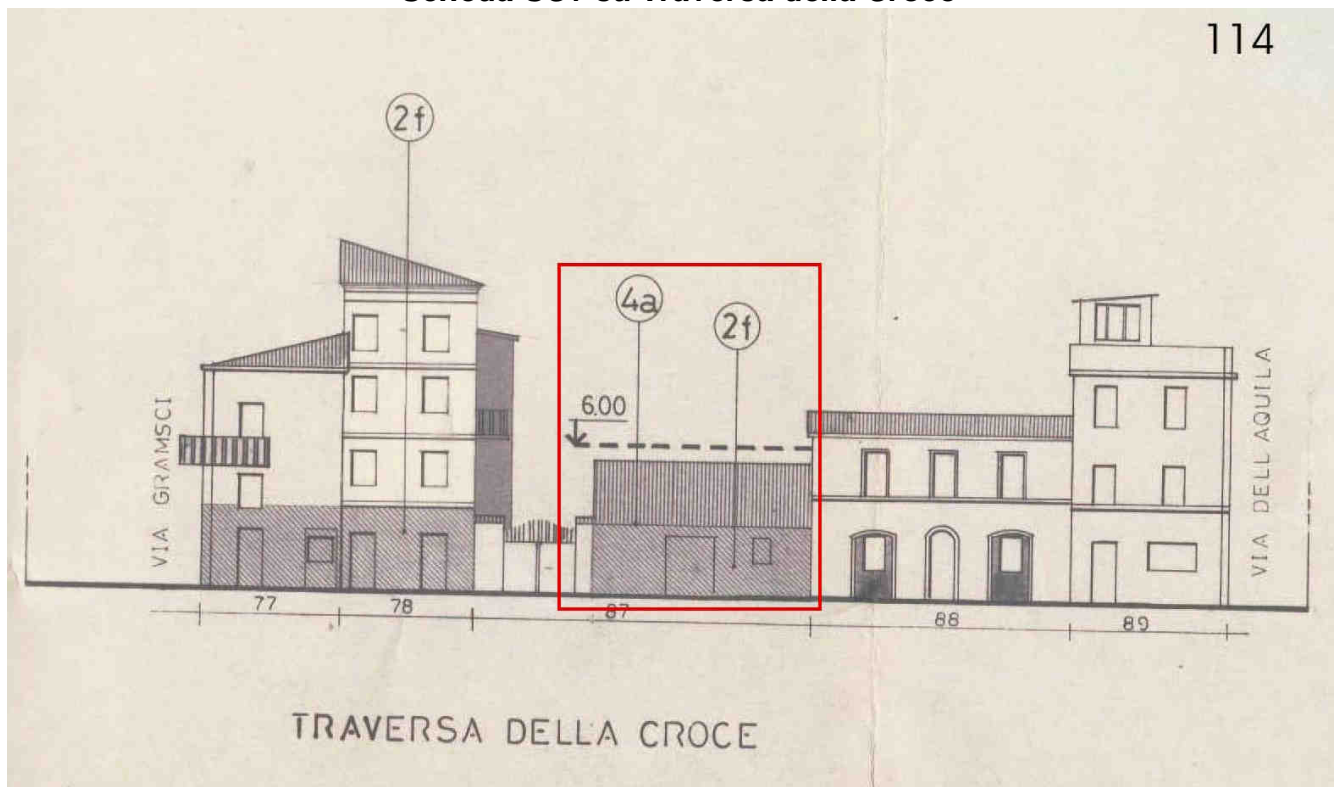 114
2f
4a
2f
6.00
VIA GRAMSCI
VIA DELL AQUILA
77
78
87
88
89
TRAVERSA DELLA CROCE